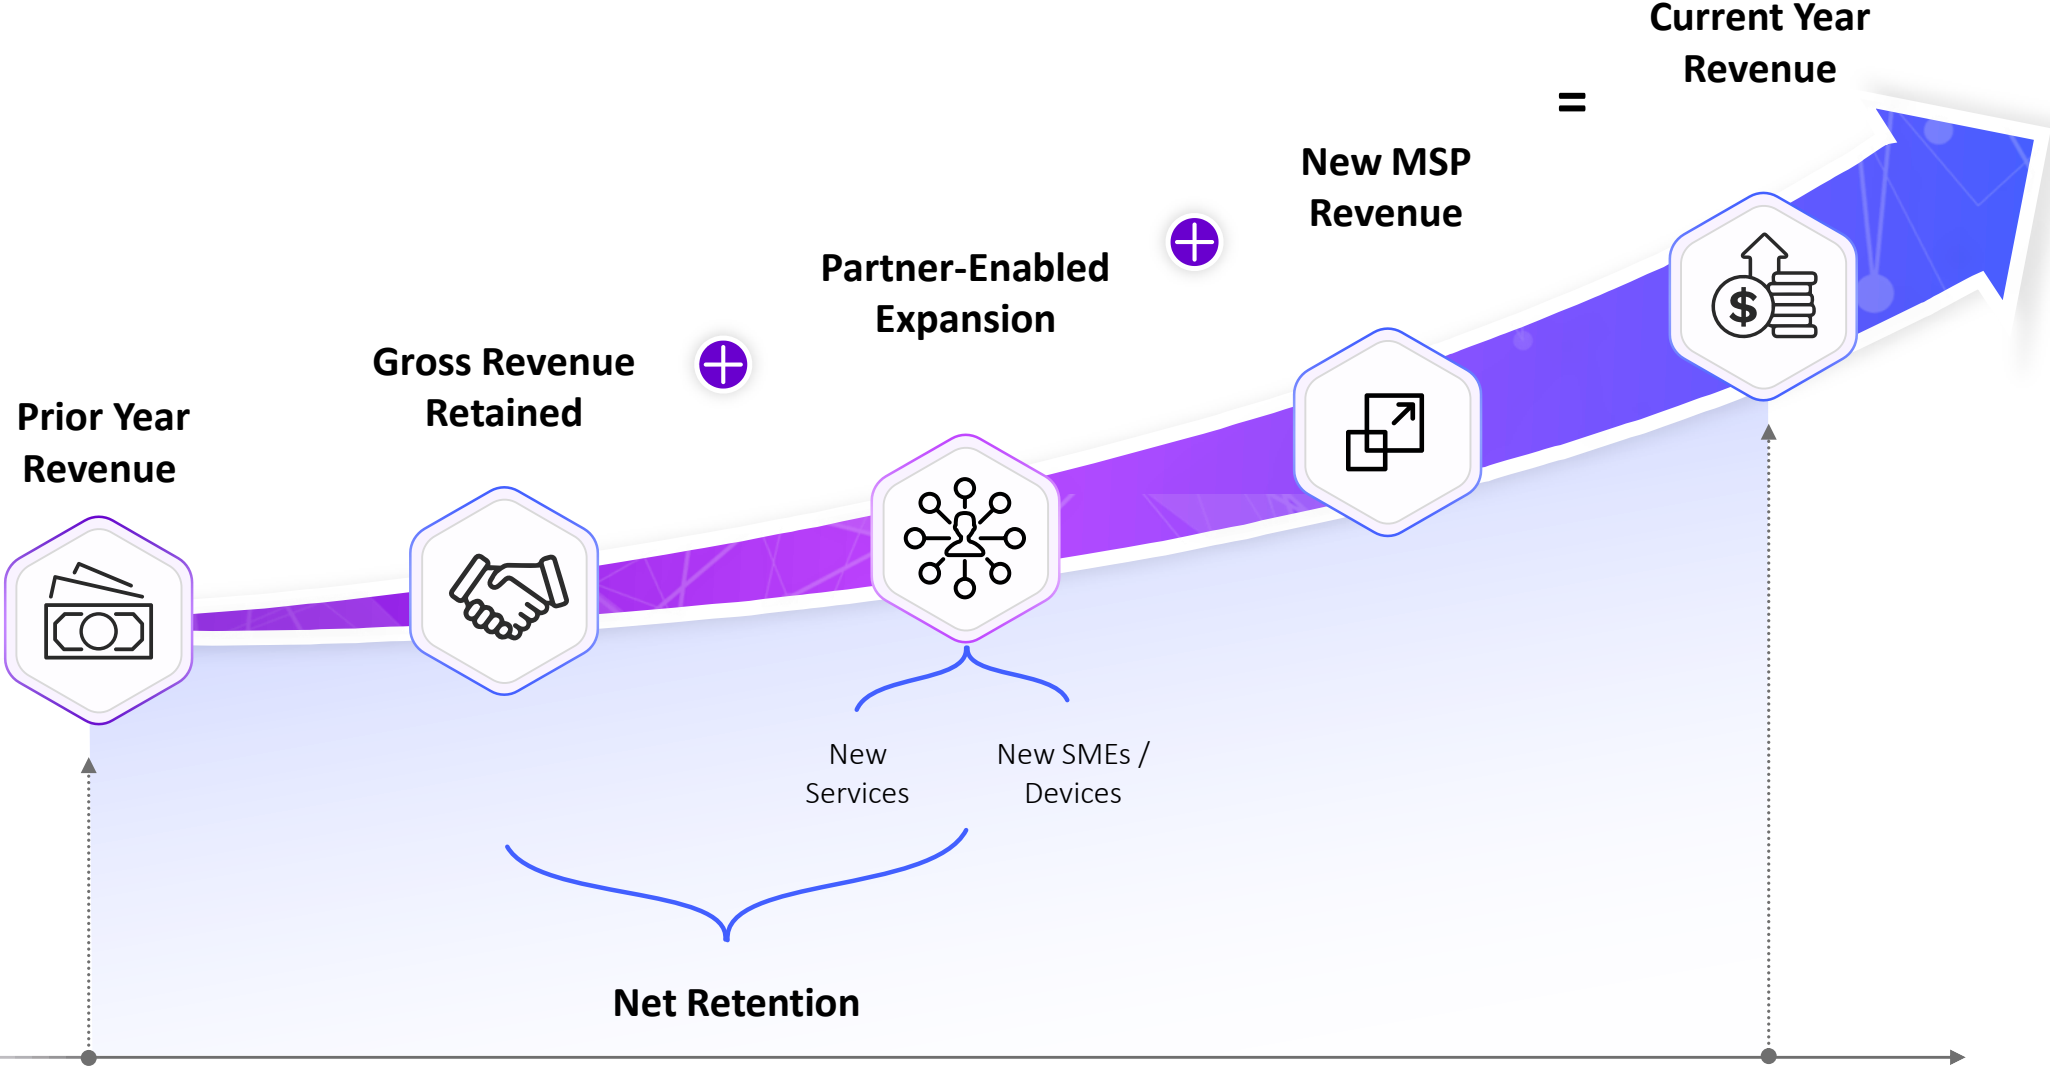 Prior Year
Revenue
Gross Revenue
Retained
Partner-Enabled
Expansion
New MSP
Revenue
=
Current Year
Revenue
$
New
Services
New SMEs /
Devices
Net Retention